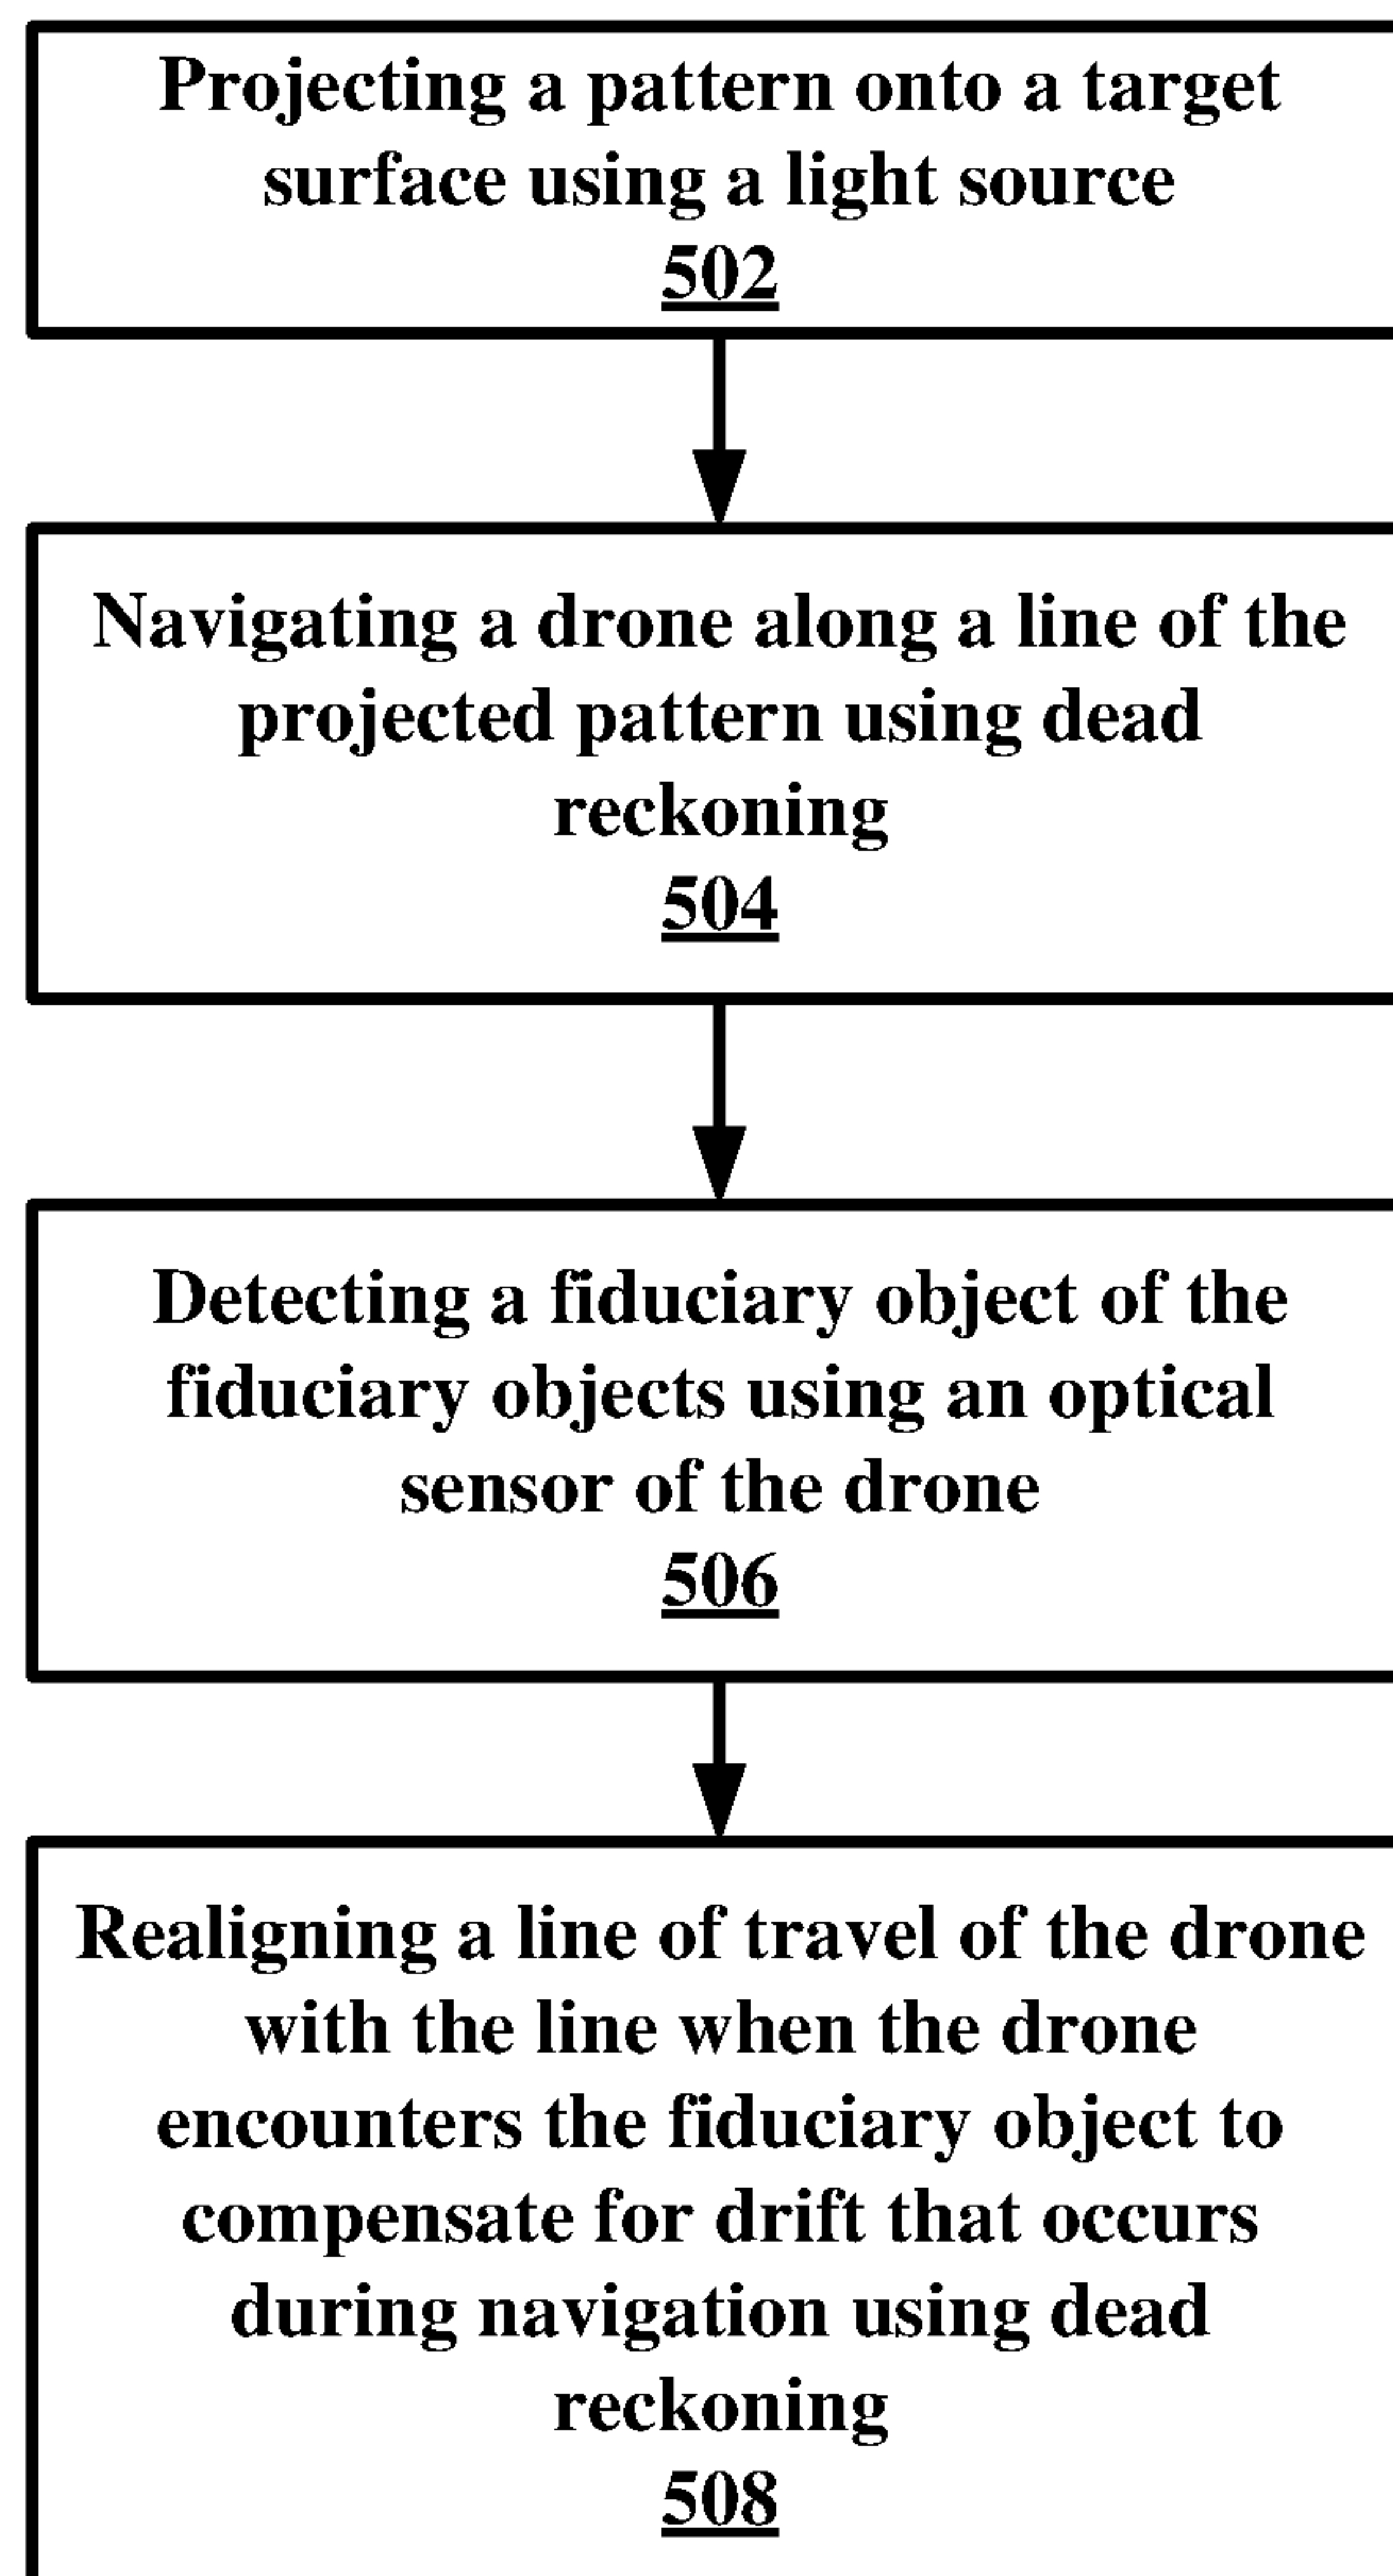 Projecting a pattern onto a target
surface using a light source
502
Navigating a drone along a line of the
projected pattern using dead
reckoning
504
Detecting a fiduciary object of the
fiduciary objects using an optical
sensor of the drone
506
Realigning a line of travel of the drone
with the line when the drone
encounters the fiduciary object to
compensate for drift that occurs
during navigation using dead
reckoning
508